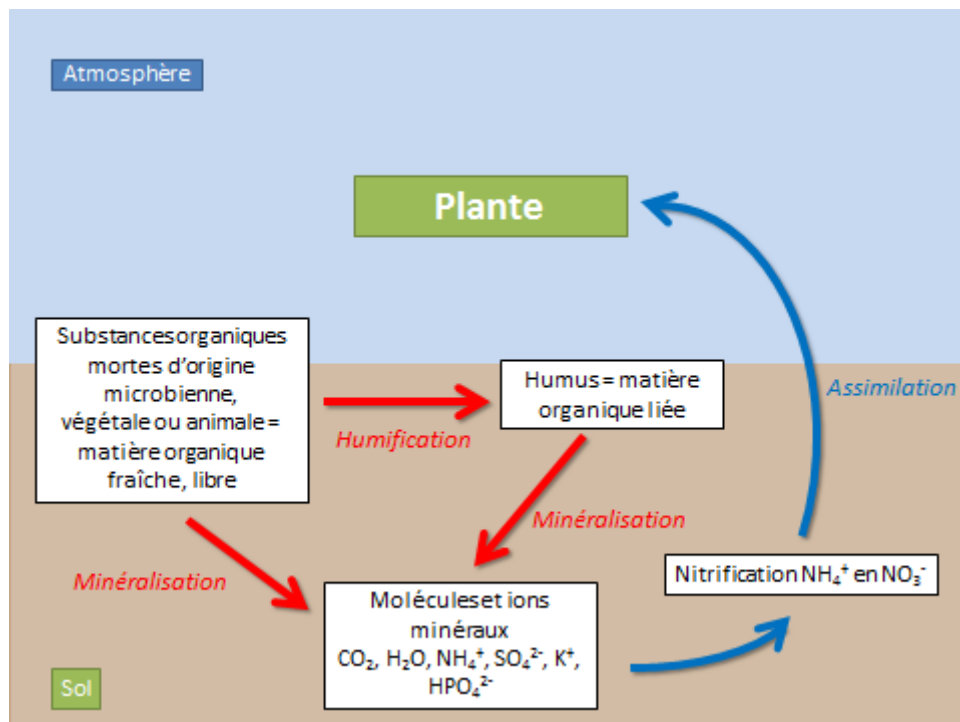 Atmosphère
Plante
Substancesorganiques
mortes d’origine
microbienne,
végétale ou animale =
matière organique
fraîche, libre
Humification
Humus = matière
organique liée
Assimilation
Minéralisation
Minéralisation
Nitrification NH₄⁺ en NO₃⁻
Moléculeset ions
minéraux
CO₂, H₂O, NH₄⁺, SO₄²⁻, K⁺,
HPO₄²⁻
Sol